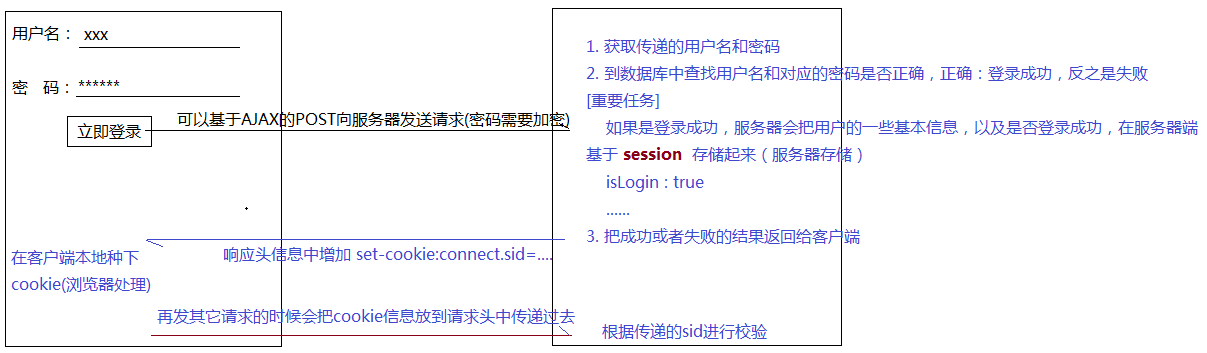 用户名： xxx
密 码：******
立即登录
可以基于AJAX的POST向服务器发送请求(密码需要加密)
1. 获取传递的用户名和密码
2. 到数据库中查找用户名和对应的密码是否正确，正确：登录成功，反之是失败
[重要任务]
如果是登录成功，服务器会把用户的一些基本信息，以及是否登录成功，在服务器端
基于 session 存储起来（服务器存储）
isLogin : true
......
3. 把成功或者失败的结果返回给客户端
响应头信息中增加 set-cookie:connect.sid=....
在客户端本地种下
cookie(浏览器处理)
再发其它请求的时候会把cookie信息放到请求头中传递过去
根据传递的sid进行校验